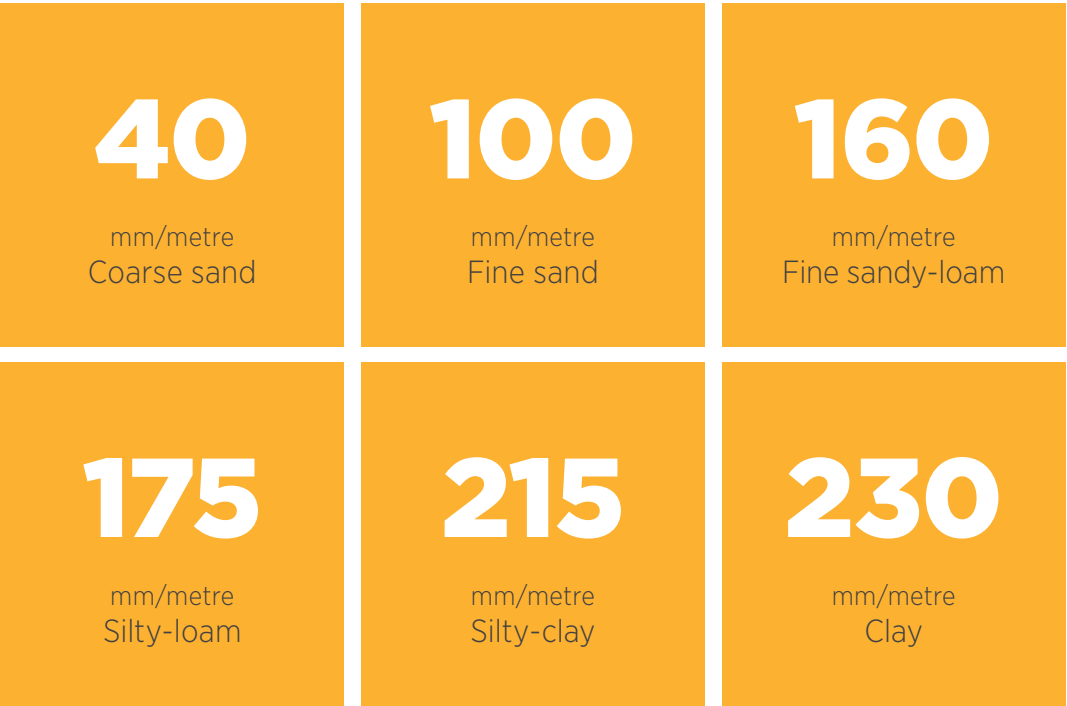 40
mm/metre
Coarse sand
100
mm/metre
Fine sand
160
mm/metre
Fine sandy-loam
175
mm/metre
Silty-loam
215
mm/metre
Silty-clay
230
mm/metre
Clay